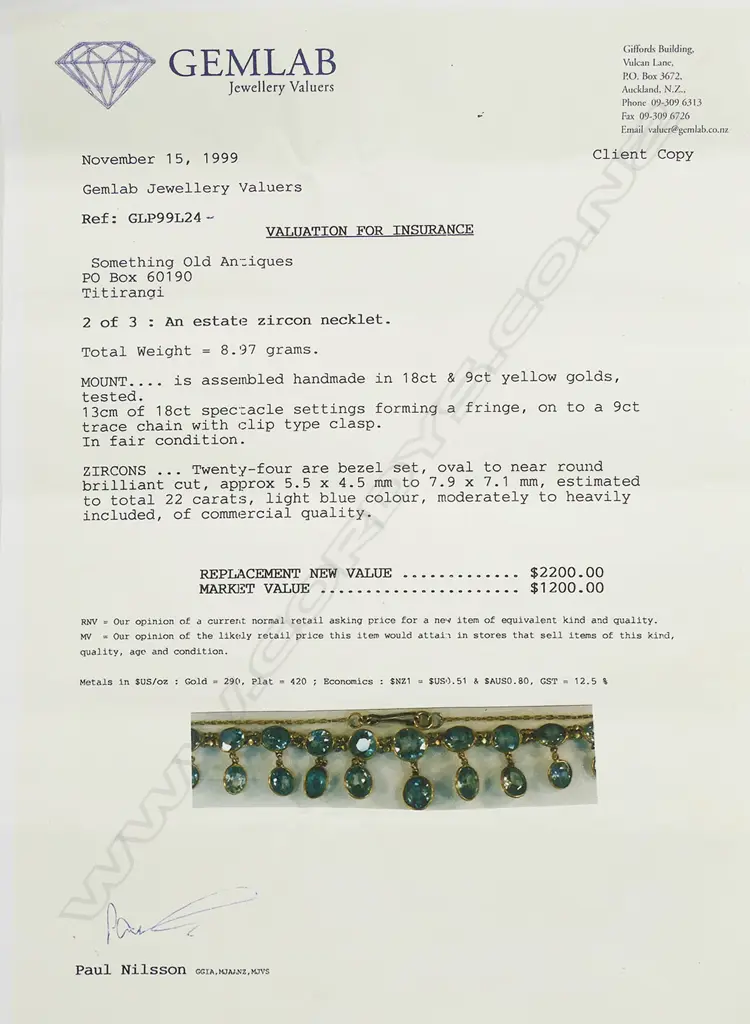 GEMLAB
Jewellery Valuers
Giffords Building,
Vulcan Lane,
P.O. Box 3672,
Auckland, N.Z.,
Phone 09-309 6313
Fax 09-309 6726
Email valuer@gemlab.co.nz
November 15, 1999
Client Copy
Gemlab Jewellery Valuers
Ref: GLP99L24-
VALUATION FOR INSURANCE
Something Old Antiques
PO Box 60190
Titirangi
2 of 3 : An estate zircon necklet.
Total Weight = 8.97 grams.
MOUNT.... is assembled handmade in 18ct & 9ct yellow golds,
tested.
13cm of 18ct spectacle settings forming a fringe, on to a 9ct
trace chain with clip type clasp.
In fair condition.
ZIRCONS ... Twenty-four are bezel set, oval to near round
brilliant cut, approx 5.5 x 4.5 mm to 7.9 x 7.1 mm, estimated
to total 22 carats, light blue colour, moderately to heavily
included, of commercial quality.
REPLACEMENT NEW VALUE ............. $2200.00
MARKET VALUE ...................... $1200.00
RNV = Our opinion of a current normal retail asking price for a new item of equivalent kind and quality.
MV = Our opinion of the likely retail price this item would attain in stores that sell items of this kind,
quality, age and condition.
Metals in $US/oz : Gold = 290, Plat = 420 ; Economics : $NZ1 = $US0.51 & $AUS0.80, GST = 12.5 %
WWW.CORDYS.CO.NZ
Paul Nilsson GGIA,MJAANZ,MJVS